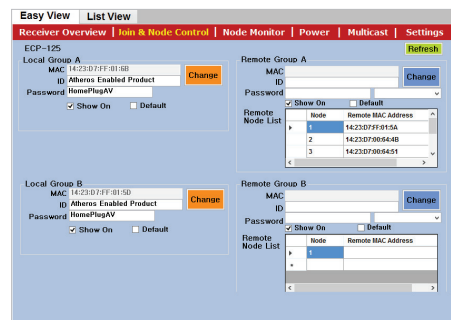 Easy View List View
Receiver Overview | Join & Node Control | Node Monitor | Power | Multicast | Settings
ECP-125
Refresh
Local Group A
MAC 14:23:D7:FF:01:6B
ID Atheros Enabled Product
Password HomePlugAV
Change
Show On Default
Remote Group A
MAC
ID
Password
Change
Show On Default
Remote Node List
Node Remote MAC Address
1 14:23:D7:FF:01:5A
2 14:23:D7:00:64:4B
3 14:23:D7:00:64:51
Local Group B
MAC 14:23:D7:FF:01:5D
ID Atheros Enabled Product
Password HomePlugAV
Change
Show On Default
Remote Group B
MAC
ID
Password
Change
Show On Default
Remote Node List
Node Remote MAC Address
1